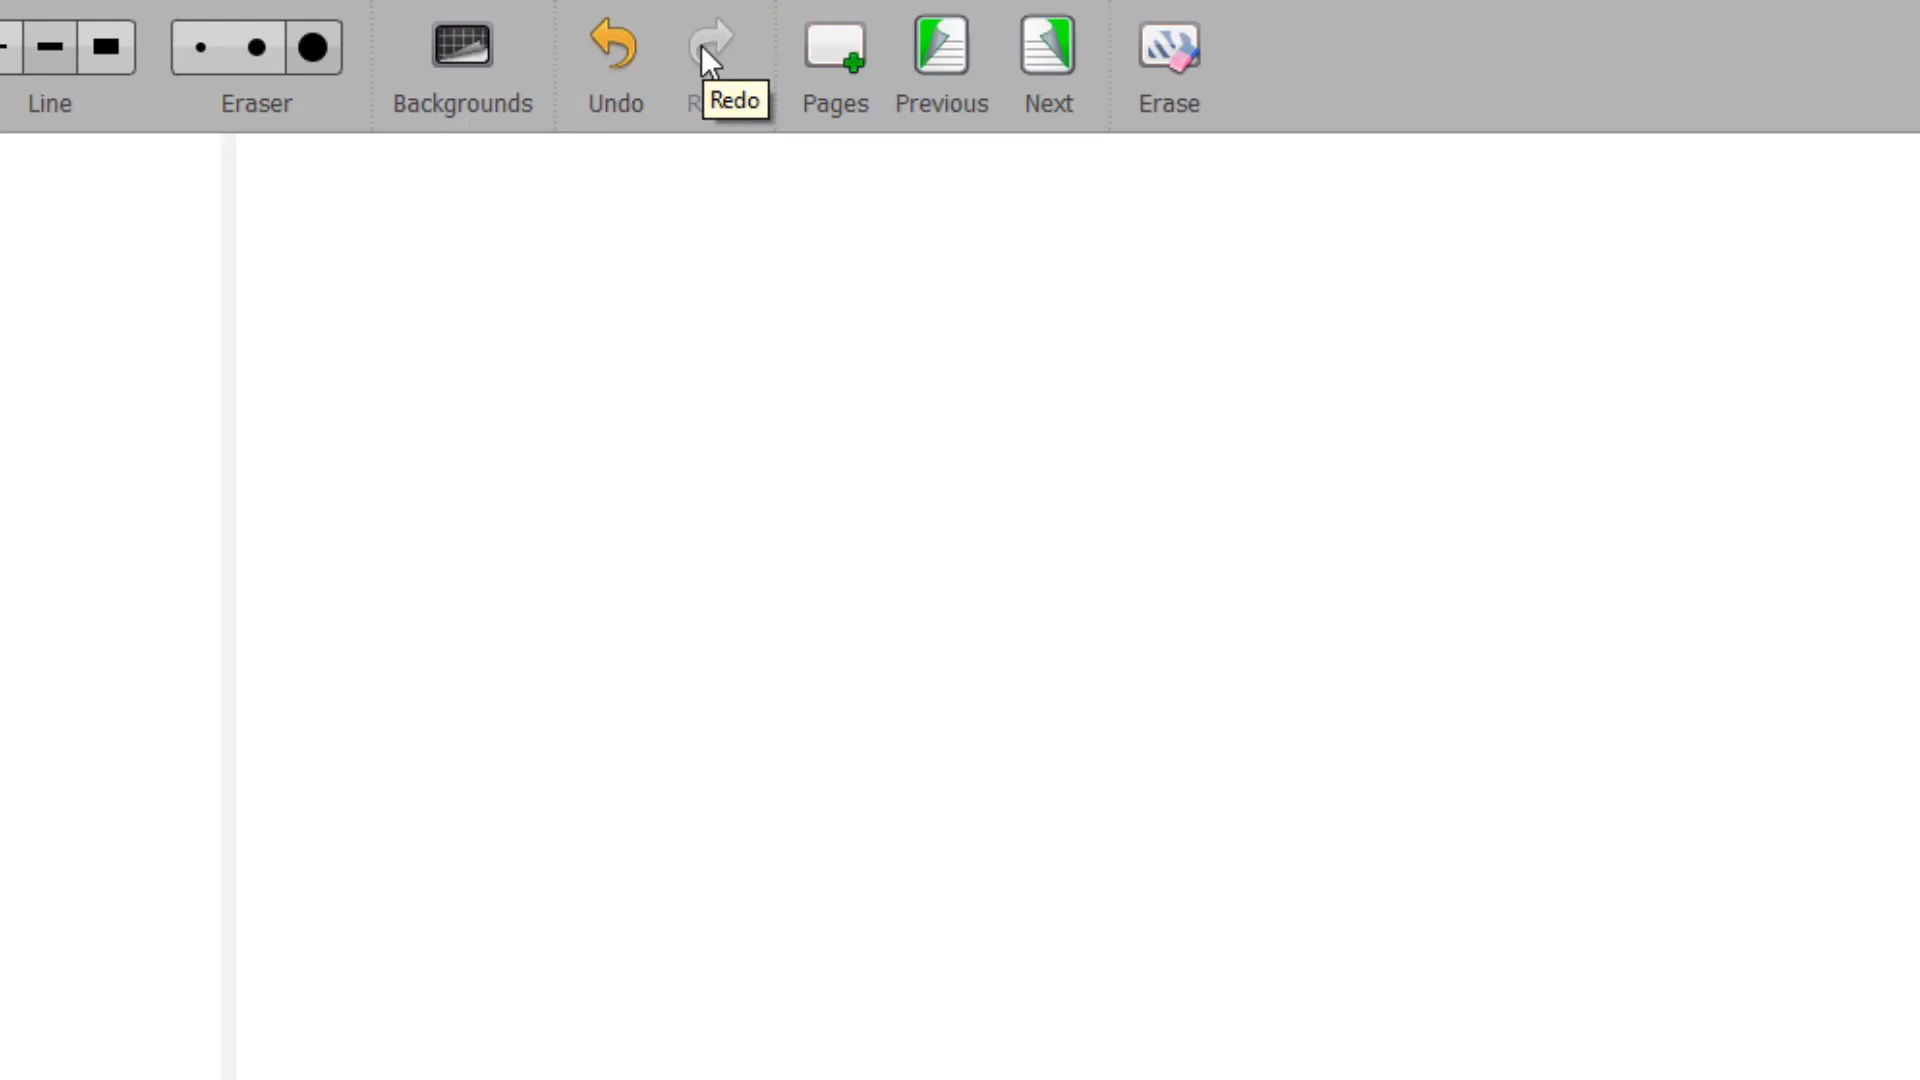 Line
Eraser
Backgrounds
Undo
Redo
Pages
Previous
Next
Erase